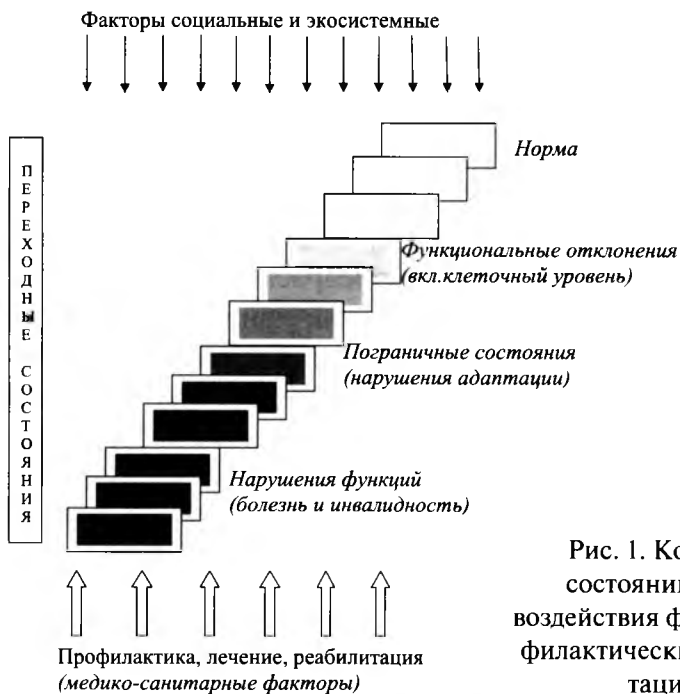 Факторы социальные и экосистемные
ПЕРЕХОДНЫЕ СОСТОЯНИЯ
Норма
Функциональные отклонения
(вкл.клеточный уровень)
Пограничные состояния
(нарушения адаптации)
Нарушения функций
(болезнь и инвалидность)
Профилактика, лечение, реабилитация
(медико-санитарные факторы)
Рис. 1. Ко
состояни
воздействия ф
филактически
таци